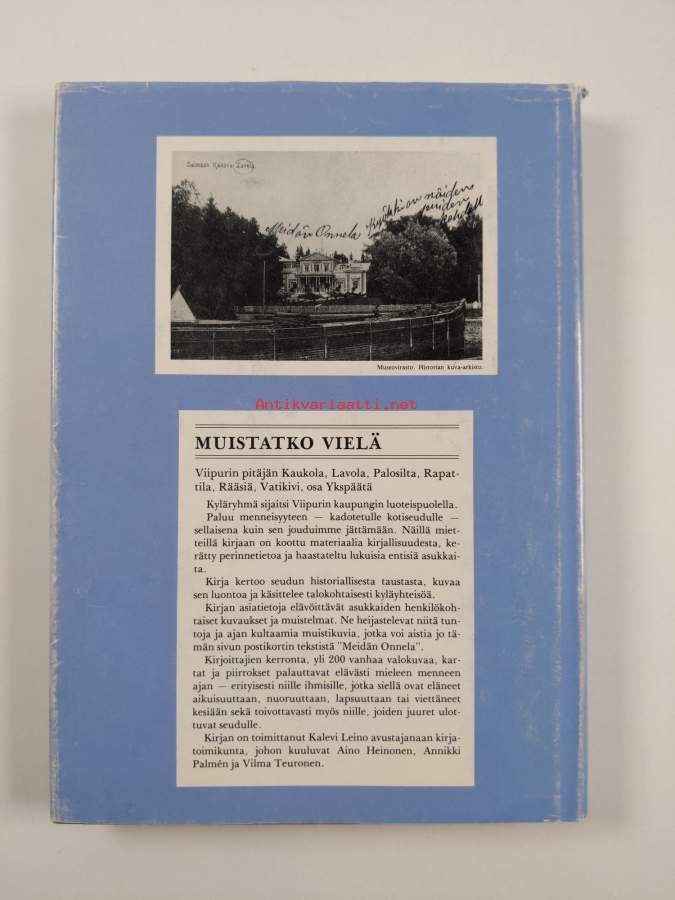 Saimaan Kanava: Lavola.
Meidän Onnela
näiden
puiden
Museovirasto. Historian kuva-arkisto.
Antikvariaatti.net
MUISTATKO VIELÄ
Viipurin pitäjän Kaukola, Lavola, Palosilta, Rapat-
tila, Rääsiä, Vatikivi, osa Ykspäätä
Kyläryhmä sijaitsi Viipurin kaupungin luoteispuolella.
Paluu menneisyyteen — kadotetulle kotiseudulle —
sellaisena kuin sen jouduimme jättämään. Näillä miet-
teillä kirjaan on koottu materiaalia kirjallisuudesta, ke-
rätty perinnetietoa ja haastateltu lukuisia entisiä asukkai-
ta.
Kirja kertoo seudun historiallisesta taustasta, kuvaa
sen luontoa ja käsittelee talokohtaisesti kyläyhteisöä.
Kirjan asiatietoja elävöittävät asukkaiden henkilökoh-
taiset kuvaukset ja muistelmat. Ne heijastelevat niitä tun-
toja ja ajan kultaamia muistikuvia, jotka voi aistia jo tä-
män sivun postikortin tekstistä "Meidän Onnela".
Kirjoittajien kerronta, yli 200 vanhaa valokuvaa, kar-
tat ja piirrokset palauttavat elävästi mieleen menneen
ajan — erityisesti niille ihmisille, jotka siellä ovat eläneet
aikuisuuttaan, nuoruuttaan, lapsuuttaan tai viettäneet
kesiään sekä toivottavasti myös niille, joiden juuret ulot-
tuvat seudulle.
Kirjan on toimittanut Kalevi Leino avustajanaan kirja-
toimikunta, johon kuuluvat Aino Heinonen, Annikki
Palmén ja Vilma Teuronen.